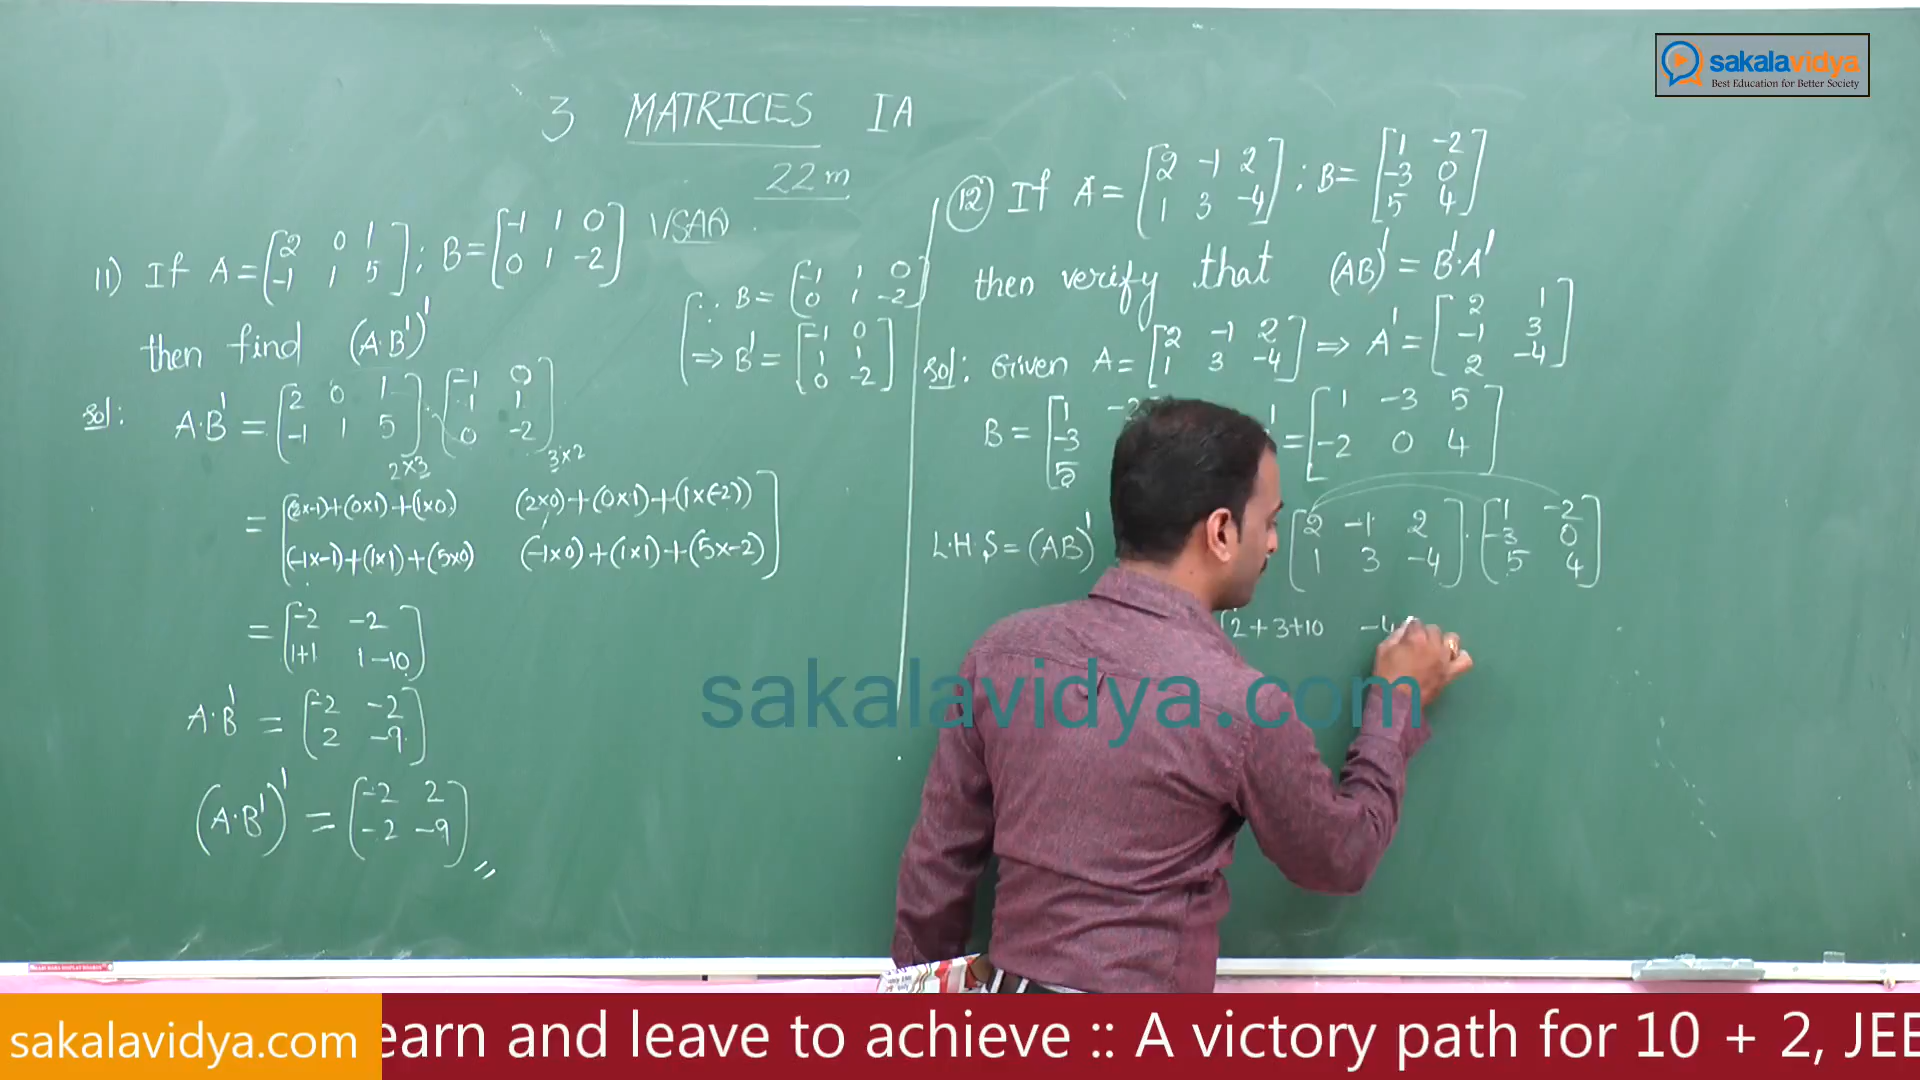 sakalavidya
Best Education for Better Society
3 MATRICES IA
22 m
11) If A = [2 0 1 ; B = [-1 1 0 VSAQ
-1 1 5] 0 1 -2]
then find (A·B')'
∵ B = [-1 1 0
0 1 -2]
⇒ B' = [-1 0
1 1
0 -2]
Sol: A·B' = [2 0 1 · [-1 0
-1 1 5] 2×3 1 1
0 -2] 3×2
= [(2×-1)+(0×1)+(1×0) (2×0)+(0×1)+(1×(-2))
(-1×-1)+(1×1)+(5×0) (-1×0)+(1×1)+(5×-2)]
= [-2 -2
1+1 1-10]
A·B' = [-2 -2
2 -9]
(A·B')' = [-2 2
-2 -9] //
12 If A = [2 -1 2 ; B = [1 -2
1 3 -4] -3 0
5 4]
then verify that (AB)' = B'·A'
Sol: Given A = [2 -1 2 ⇒ A' = [2 1
1 3 -4] -1 3
2 -4]
B = [1 -2 ' = [1 -3 5
-3 -2 0 4]
5
L.H.S = (AB)' [2 -1 2 · [1 -2
1 3 -4] -3 0
5 4]
[2+3+10 -4
sakalavidya.com
sakalavidya.com
earn and leave to achieve :: A victory path for 10 + 2, JEE